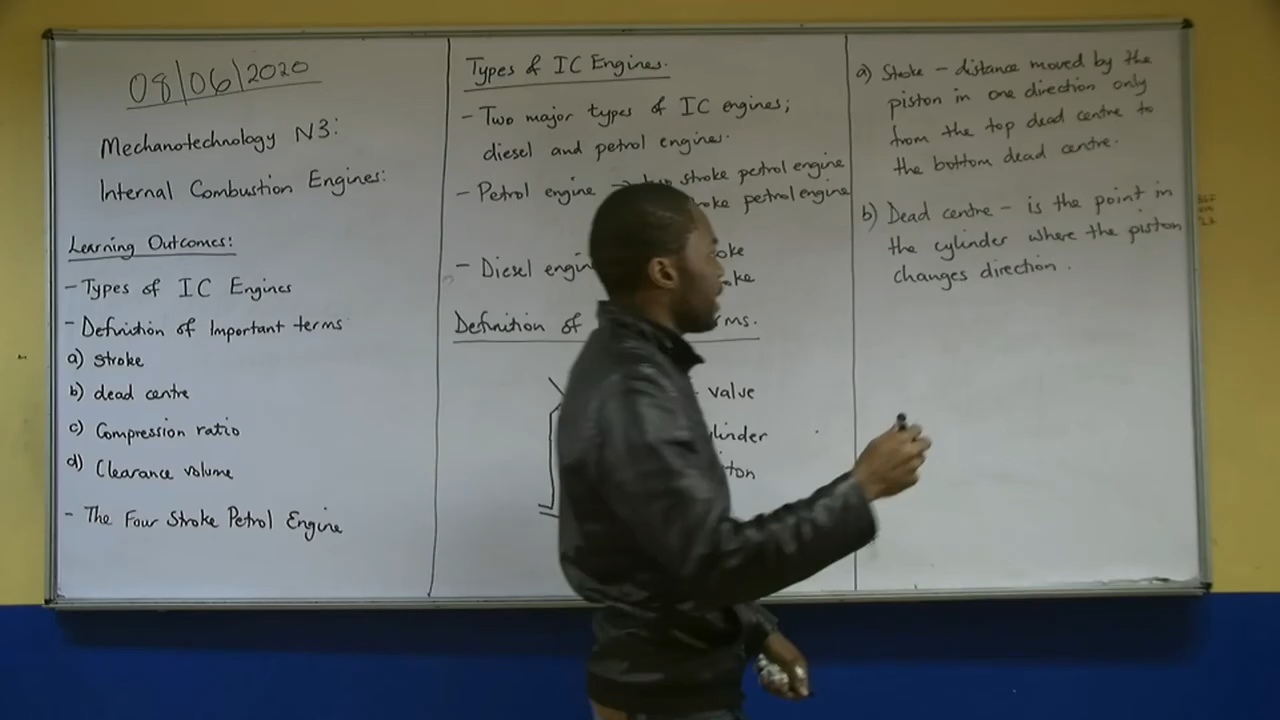 08/06/2020
Mechanotechnology N3:
Internal Combustion Engines:
Learning Outcomes:
- Types of IC Engines
- Definition of Important terms
a) stroke
b) dead centre
c) Compression ratio
d) Clearance volume
- The Four Stroke Petrol Engine
Types of IC Engines.
- Two major types of IC engines;
diesel and petrol engines.
- Petrol engine → stroke petrol engine
oke petrol engine
- Diesel engin oke
oke
Definition of ms.
value
linder
ton
a) Stroke - distance moved by the
piston in one direction only
from the top dead centre to
the bottom dead centre.
b) Dead centre - is the point in
the cylinder where the piston
changes direction.